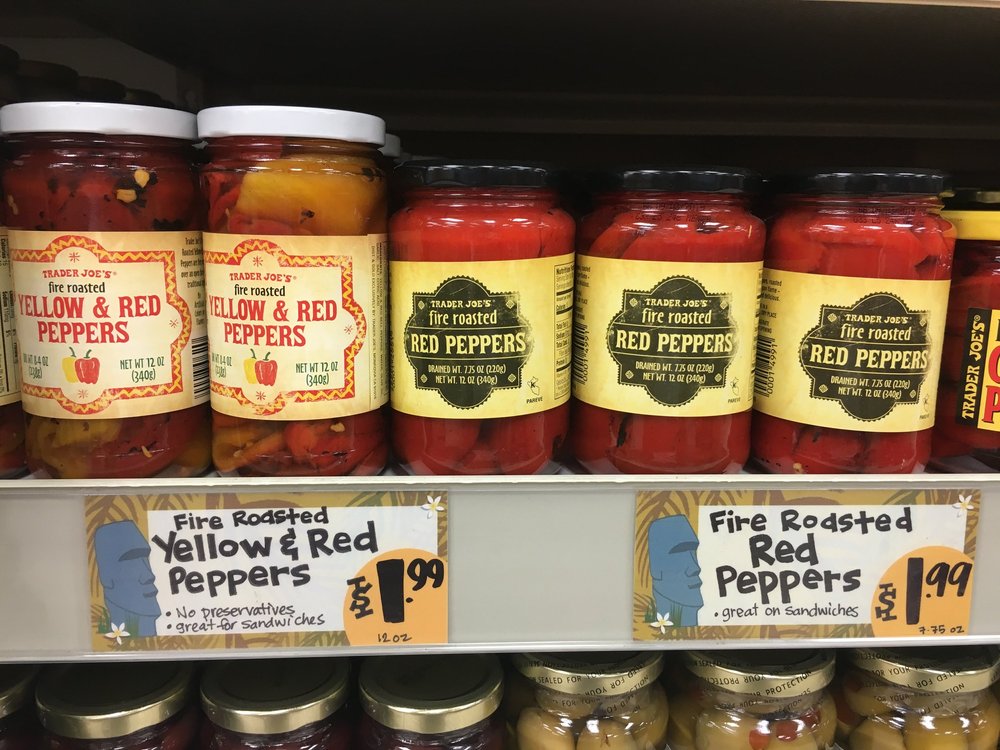 TRADER JOE'S®
fire roasted
YELLOW & RED
PEPPERS
NET WT 12 OZ
(340g)
TRADER JOE'S®
fire roasted
YELLOW & RED
PEPPERS
NET WT 12 OZ
(340g)
TRADER JOE'S®
fire roasted
RED PEPPERS
DRAINED WT. 7.75 OZ (220g)
NET WT. 12 OZ (340g)
PAREVE
TRADER JOE'S®
fire roasted
RED PEPPERS
DRAINED WT. 7.75 OZ (220g)
NET WT. 12 OZ (340g)
PAREVE
TRADER JOE'S
fire roasted
RED PEPPERS
DRAINED WT. 7.75 OZ (220g)
NET WT. 12 OZ (340g)
PAREVE
TRADER JOE'S®
Fire Roasted
Yellow & Red
Peppers
• No preservatives
• great for sandwiches
$1.99
12 OZ
Fire Roasted
Red
Peppers
• great on sandwiches
$1.99
7.75 OZ
SEALED FOR YOUR PROTECTION
FOR YOUR PROTECTION
FOR YOUR PROTECTION